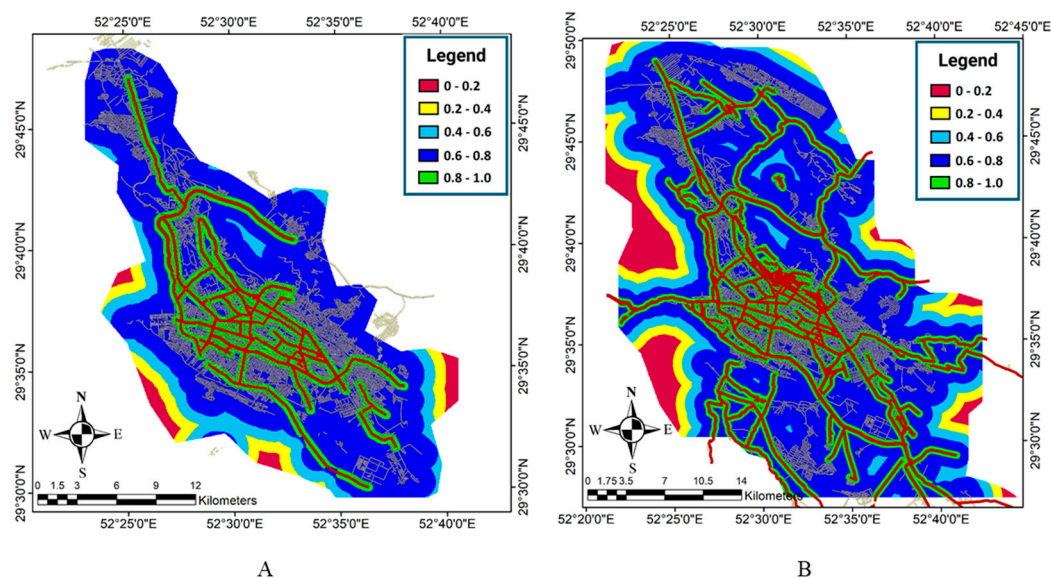 52°25'0"E 52°30'0"E 52°35'0"E 52°40'0"E
Legend
0 - 0.2
0.2 - 0.4
0.4 - 0.6
0.6 - 0.8
0.8 - 1.0
29°45'0"N
29°40'0"N
29°35'0"N
29°30'0"N
29°45'0"N
29°40'0"N
29°35'0"N
29°30'0"N
N
W E
S
0 1.5 3 6 9 12
Kilometers
52°25'0"E 52°30'0"E 52°35'0"E 52°40'0"E
A
52°25'0"E 52°30'0"E 52°35'0"E 52°40'0"E 52°45'0"E
Legend
0 - 0.2
0.2 - 0.4
0.4 - 0.6
0.6 - 0.8
0.8 - 1.0
29°50'0"N
29°45'0"N
29°40'0"N
29°35'0"N
29°30'0"N
29°45'0"N
29°40'0"N
29°35'0"N
29°30'0"N
N
W E
S
0 1.75 3.5 7 10.5 14
Kilometers
52°20'0"E 52°25'0"E 52°30'0"E 52°35'0"E 52°40'0"E
B